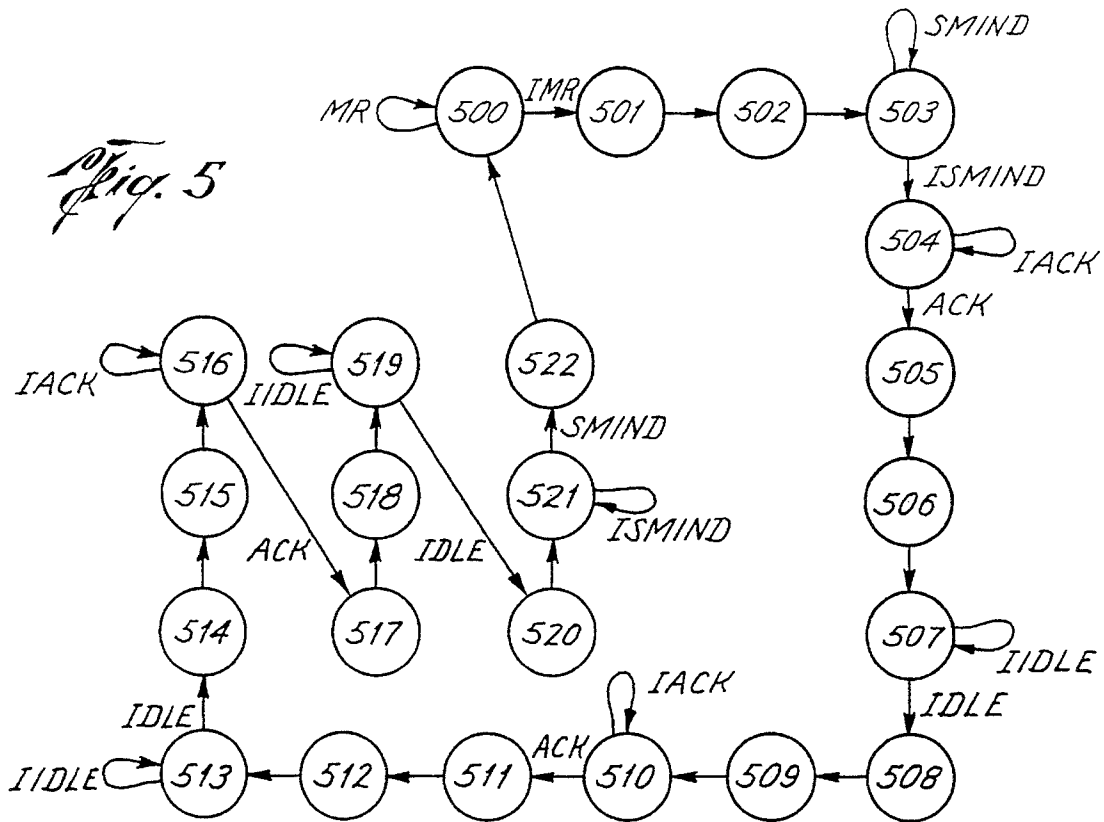 SMIND
MR 500 IMR 501 502 503
Fig. 5
ISMIND
504
IACK
ACK
516 519 522 505
IACK IIDLE
SMIND
515 518 521 506
ISMIND
ACK IDLE
514 517 520 507
IIDLE
IACK
IDLE IDLE
ACK
IIDLE 513 512 511 510 509 508